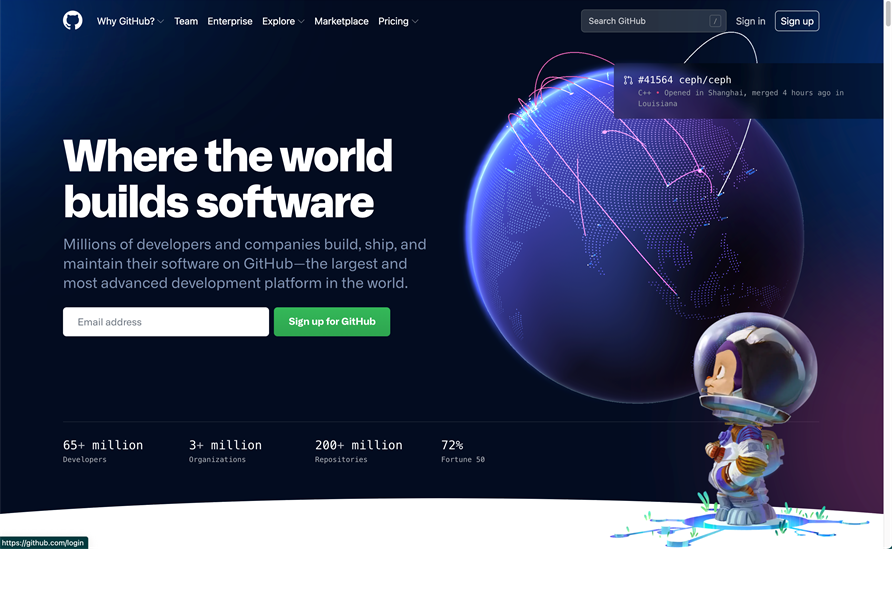 Why GitHub? Team Enterprise Explore Marketplace Pricing
Search GitHub /
Sign in
Sign up
#41564 ceph/ceph
C++ • Opened in Shanghai, merged 4 hours ago in
Louisiana
Where the world
builds software
Millions of developers and companies build, ship, and
maintain their software on GitHub—the largest and
most advanced development platform in the world.
Email address
Sign up for GitHub
65+ million
Developers
3+ million
Organizations
200+ million
Repositories
72%
Fortune 50
https://github.com/login